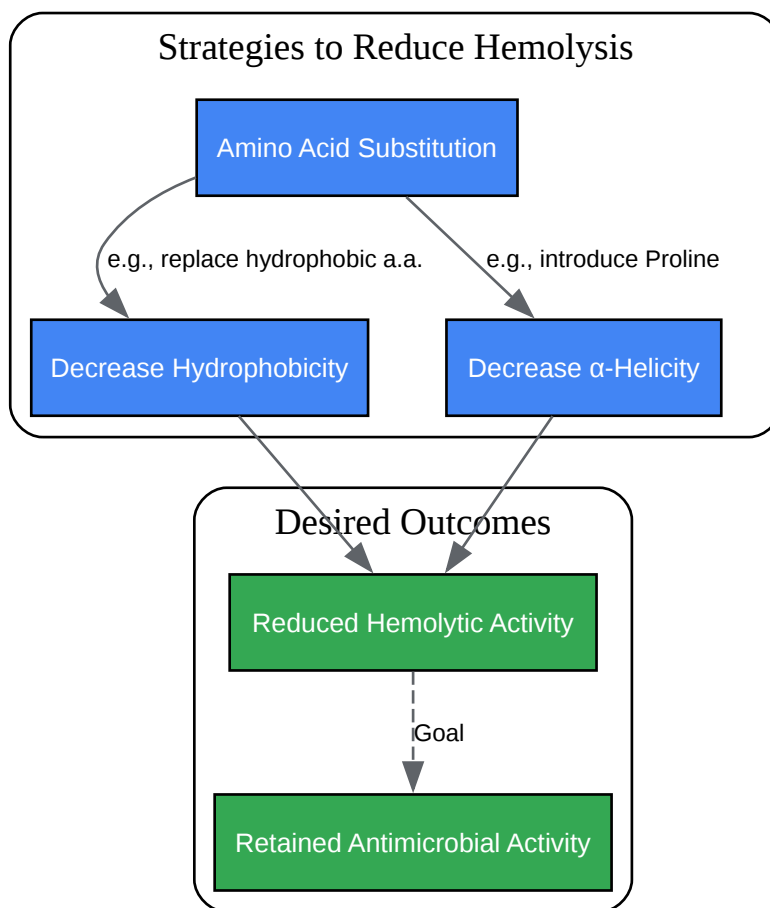 Strategies to Reduce Hemolysis
Amino Acid Substitution
e.g., replace hydrophobic a.a.
e.g., introduce Proline
Decrease Hydrophobicity
Decrease α-Helicity
Desired Outcomes
Reduced Hemolytic Activity
Goal
Retained Antimicrobial Activity